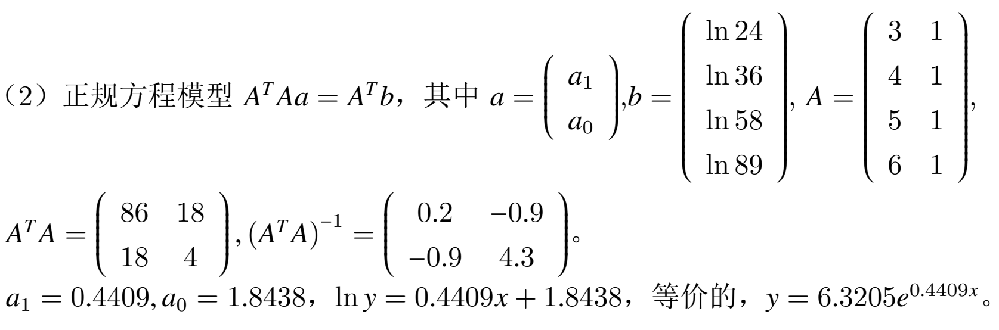 （2）正规方程模型 $A^T A a = A^T b$，其中 $a = \begin{pmatrix} a_1 \\ a_0 \end{pmatrix}$,$b = \begin{pmatrix} \ln 24 \\ \ln 36 \\ \ln 58 \\ \ln 89 \end{pmatrix}$, $A = \begin{pmatrix} 3 & 1 \\ 4 & 1 \\ 5 & 1 \\ 6 & 1 \end{pmatrix}$,
$A^T A = \begin{pmatrix} 86 & 18 \\ 18 & 4 \end{pmatrix}, (A^T A)^{-1} = \begin{pmatrix} 0.2 & -0.9 \\ -0.9 & 4.3 \end{pmatrix}$。
$a_1 = 0.4409, a_0 = 1.8438$，$\ln y = 0.4409x + 1.8438$，等价的，$y = 6.3205e^{0.4409x}$。